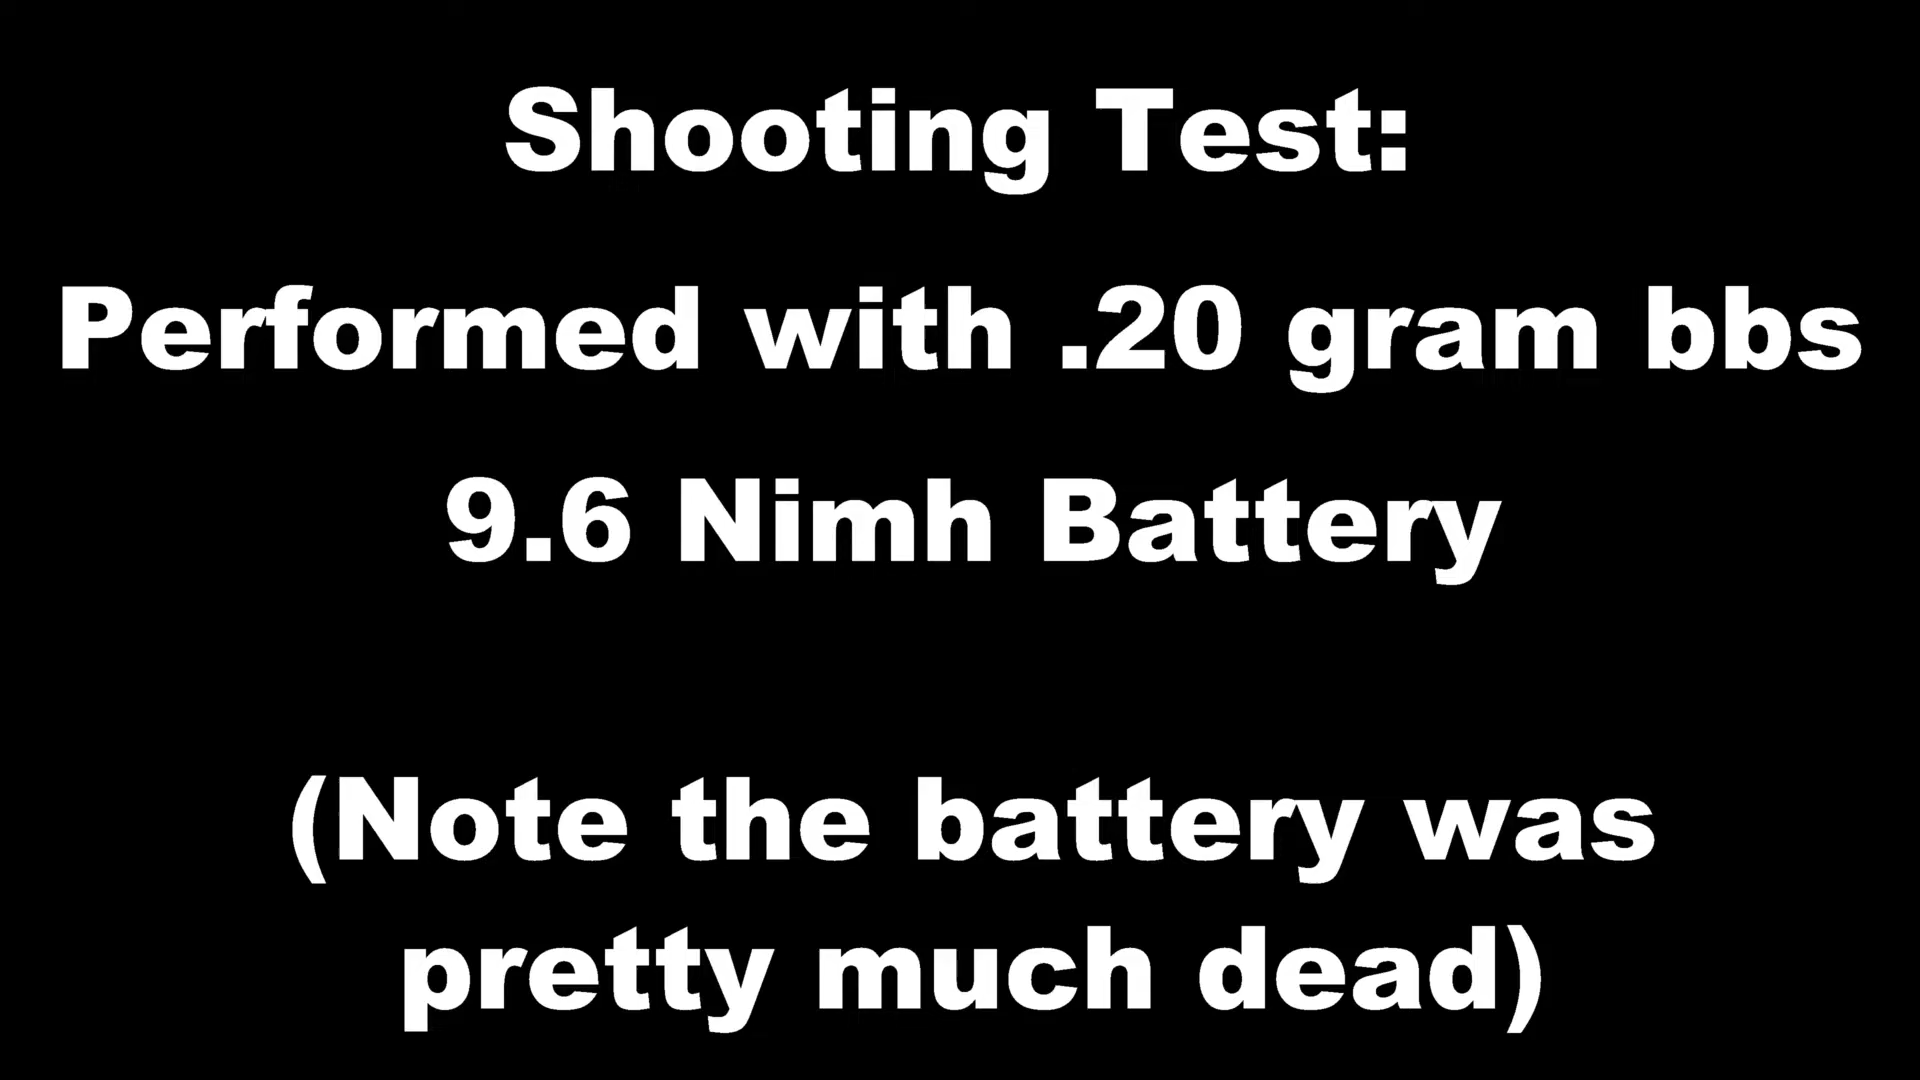 Shooting Test:
Performed with .20 gram bbs
9.6 Nimh Battery
(Note the battery was
pretty much dead)